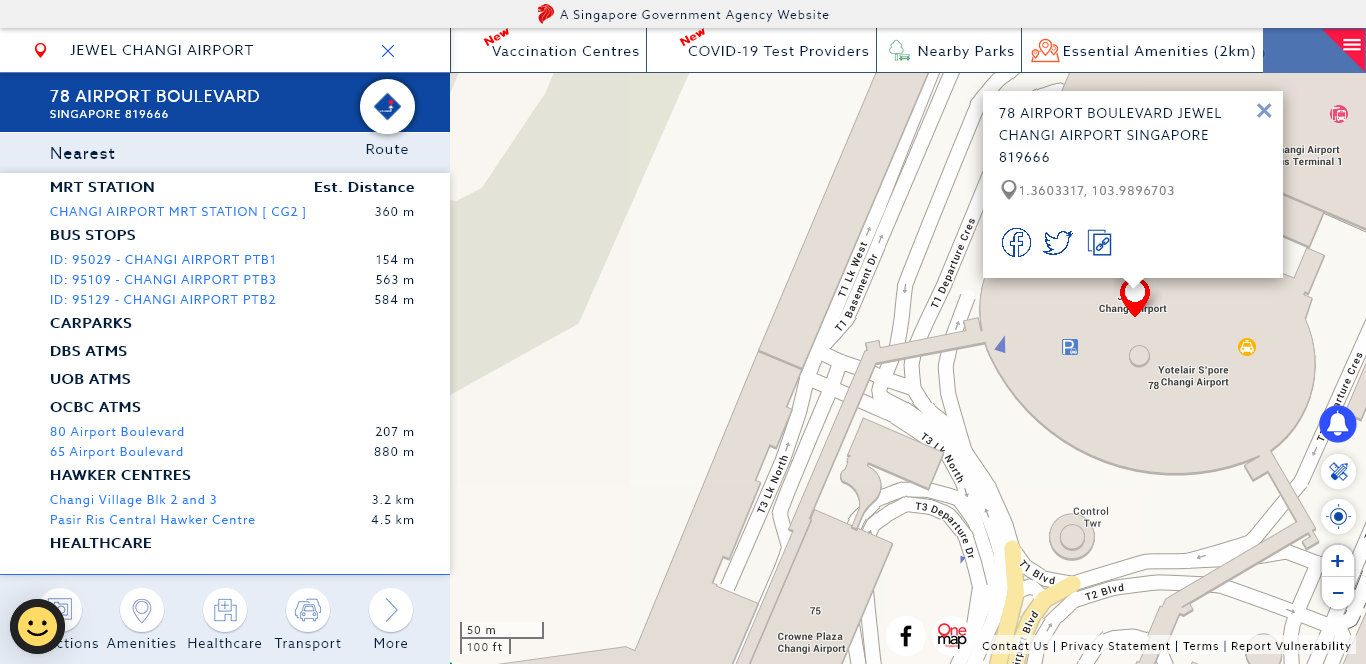 A Singapore Government Agency Website
JEWEL CHANGI AIRPORT
New
Vaccination Centres
New
COVID-19 Test Providers
Nearby Parks
Essential Amenities (2km)
78 AIRPORT BOULEVARD
SINGAPORE 819666
Nearest
Route
MRT STATION Est. Distance
CHANGI AIRPORT MRT STATION [ CG2 ] 360 m
BUS STOPS
ID: 95029 - CHANGI AIRPORT PTB1 154 m
ID: 95109 - CHANGI AIRPORT PTB3 563 m
ID: 95129 - CHANGI AIRPORT PTB2 584 m
CARPARKS
DBS ATMS
UOB ATMS
OCBC ATMS
80 Airport Boulevard 207 m
65 Airport Boulevard 880 m
HAWKER CENTRES
Changi Village Blk 2 and 3 3.2 km
Pasir Ris Central Hawker Centre 4.5 km
HEALTHCARE
Amenities
Healthcare
Transport
More
78 AIRPORT BOULEVARD JEWEL
CHANGI AIRPORT SINGAPORE
819666
1.3603317, 103.9896703
Airport
Terminal 1
T1 Lk West
T1 Basement Dr
T1 Departure Cres
Yotelair S'pore
78 Changi Airport
T3 Lk North
T3 Lk North
T3 Departure Dr
Control
Twr
T1 Blvd
T2 Blvd
Blvd
75
Crowne Plaza
Changi Airport
50 m
100 ft
One
map
Contact Us | Privacy Statement | Terms | Report Vulnerability